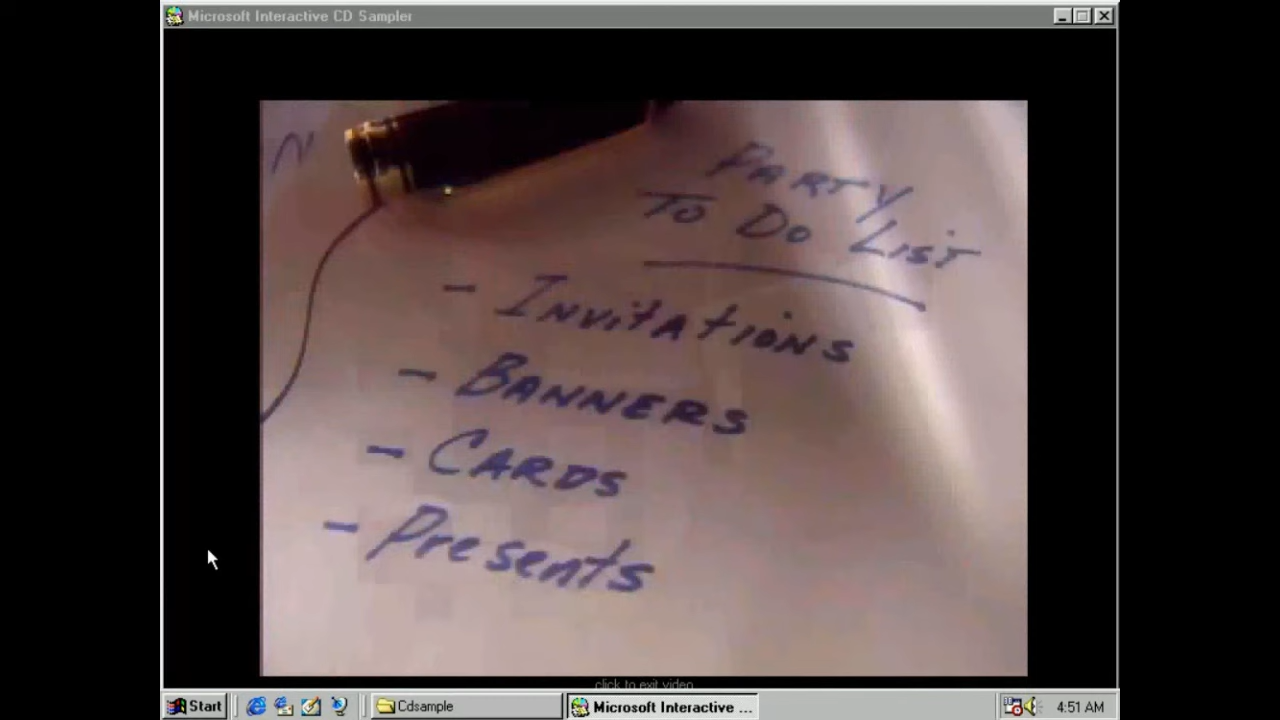 Microsoft Interactive CD Sampler
PARTY
TO DO LIST
- INVITATIONS
- BANNERS
- CARDS
- Presents
click to exit video
Start
Cdsample
Microsoft Interactive ...
4:51 AM